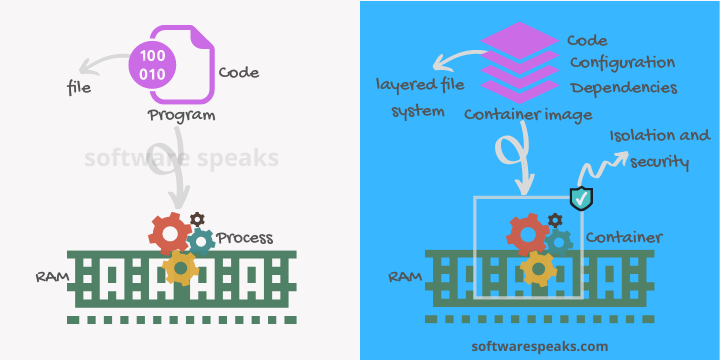 100
010
file
Code
Program
software speaks
Process
RAM
Code
Configuration
Dependencies
layered file
system
Container image
Isolation and
security
Container
RAM
softwarespeaks.com